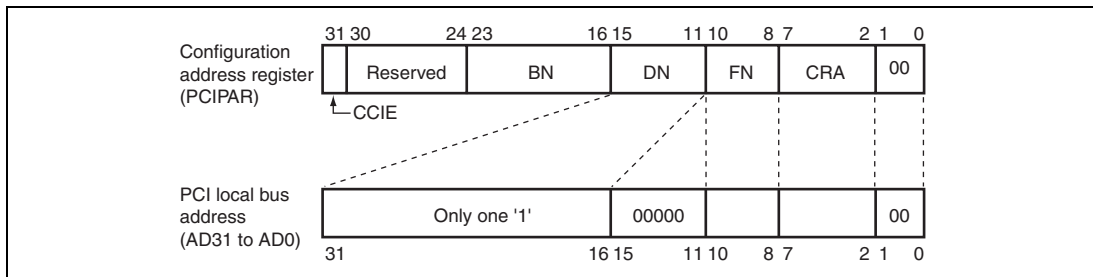 31 30 24 23 16 15 11 10 8 7 2 1 0
Configuration
address register
(PCIPAR)
Reserved BN DN FN CRA 00
CCIE
PCI local bus
address
(AD31 to AD0)
Only one '1' 00000 00
31 16 15 11 10 8 7 2 1 0